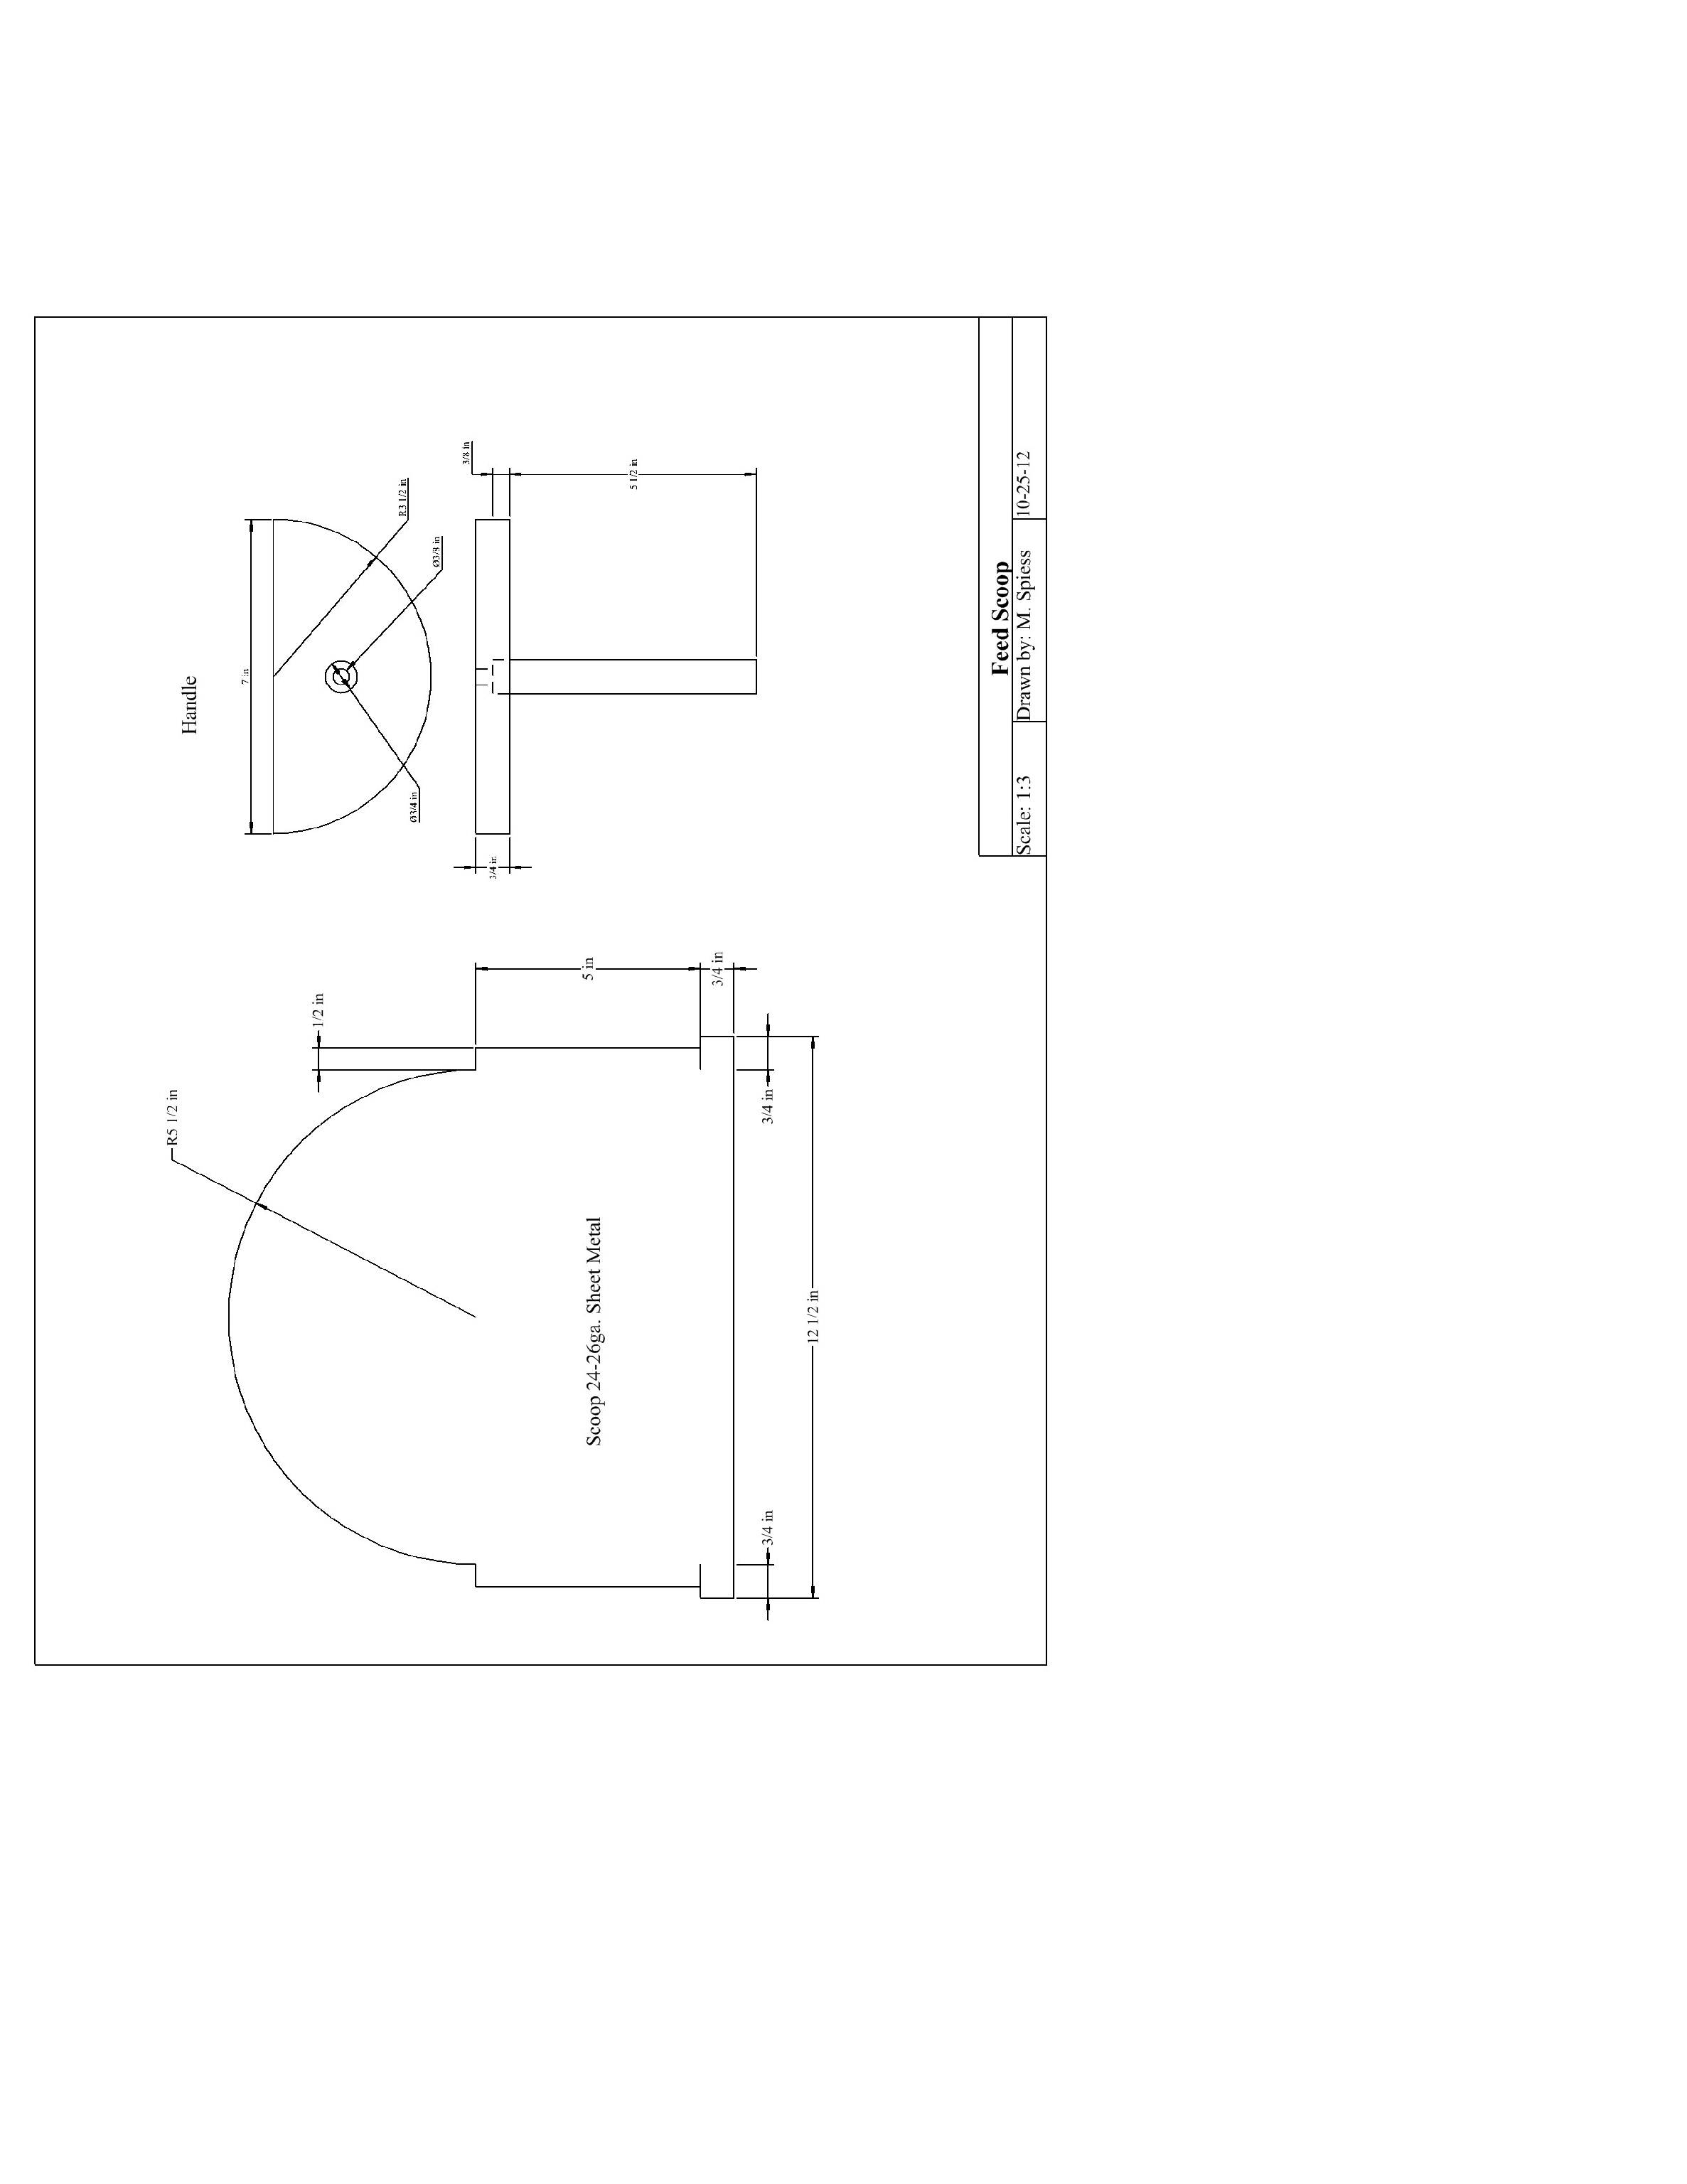 R5 1/2 in
1/2 in
5 in
3/4 in
Scoop 24-26ga. Sheet Metal
3/4 in
3/4 in
12 1/2 in
Handle
7 in
R3 1/2 in
Ø3/8 in
Ø3/4 in
3/8 in
5 1/2 in
3/4 in
Feed Scoop
Scale: 1:3 Drawn by: M. Spiess 10-25-12